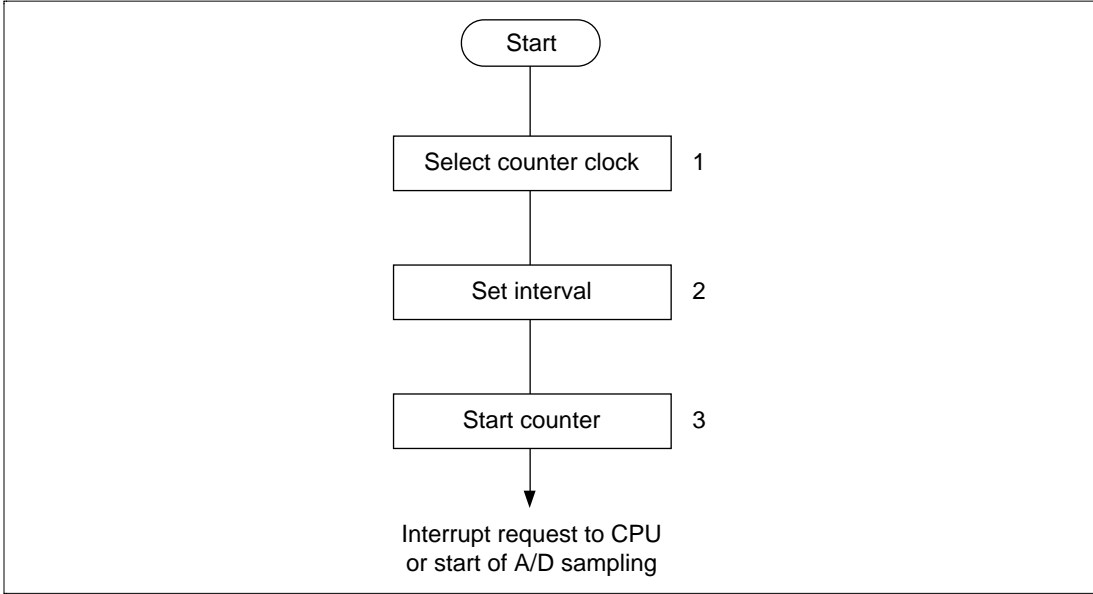 Start
Select counter clock 1
Set interval 2
Start counter 3
Interrupt request to CPU
or start of A/D sampling